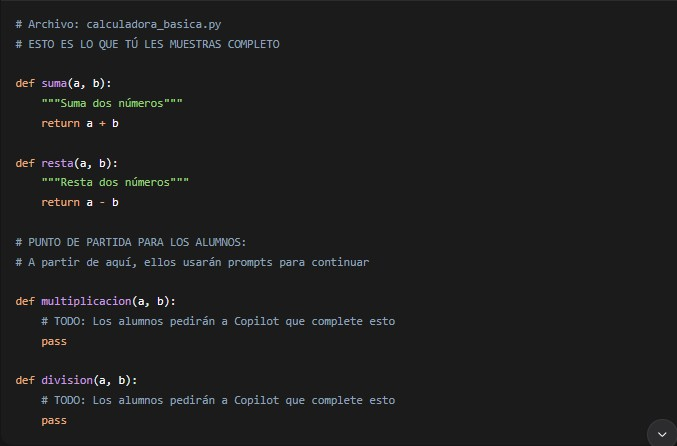 # Archivo: calculadora_basica.py
# ESTO ES LO QUE TÚ LES MUESTRAS COMPLETO
def suma(a, b):
    """Suma dos números"""
    return a + b
def resta(a, b):
    """Resta dos números"""
    return a - b
# PUNTO DE PARTIDA PARA LOS ALUMNOS:
# A partir de aquí, ellos usarán prompts para continuar
def multiplicacion(a, b):
    # TODO: Los alumnos pedirán a Copilot que complete esto
    pass
def division(a, b):
    # TODO: Los alumnos pedirán a Copilot que complete esto
    pass